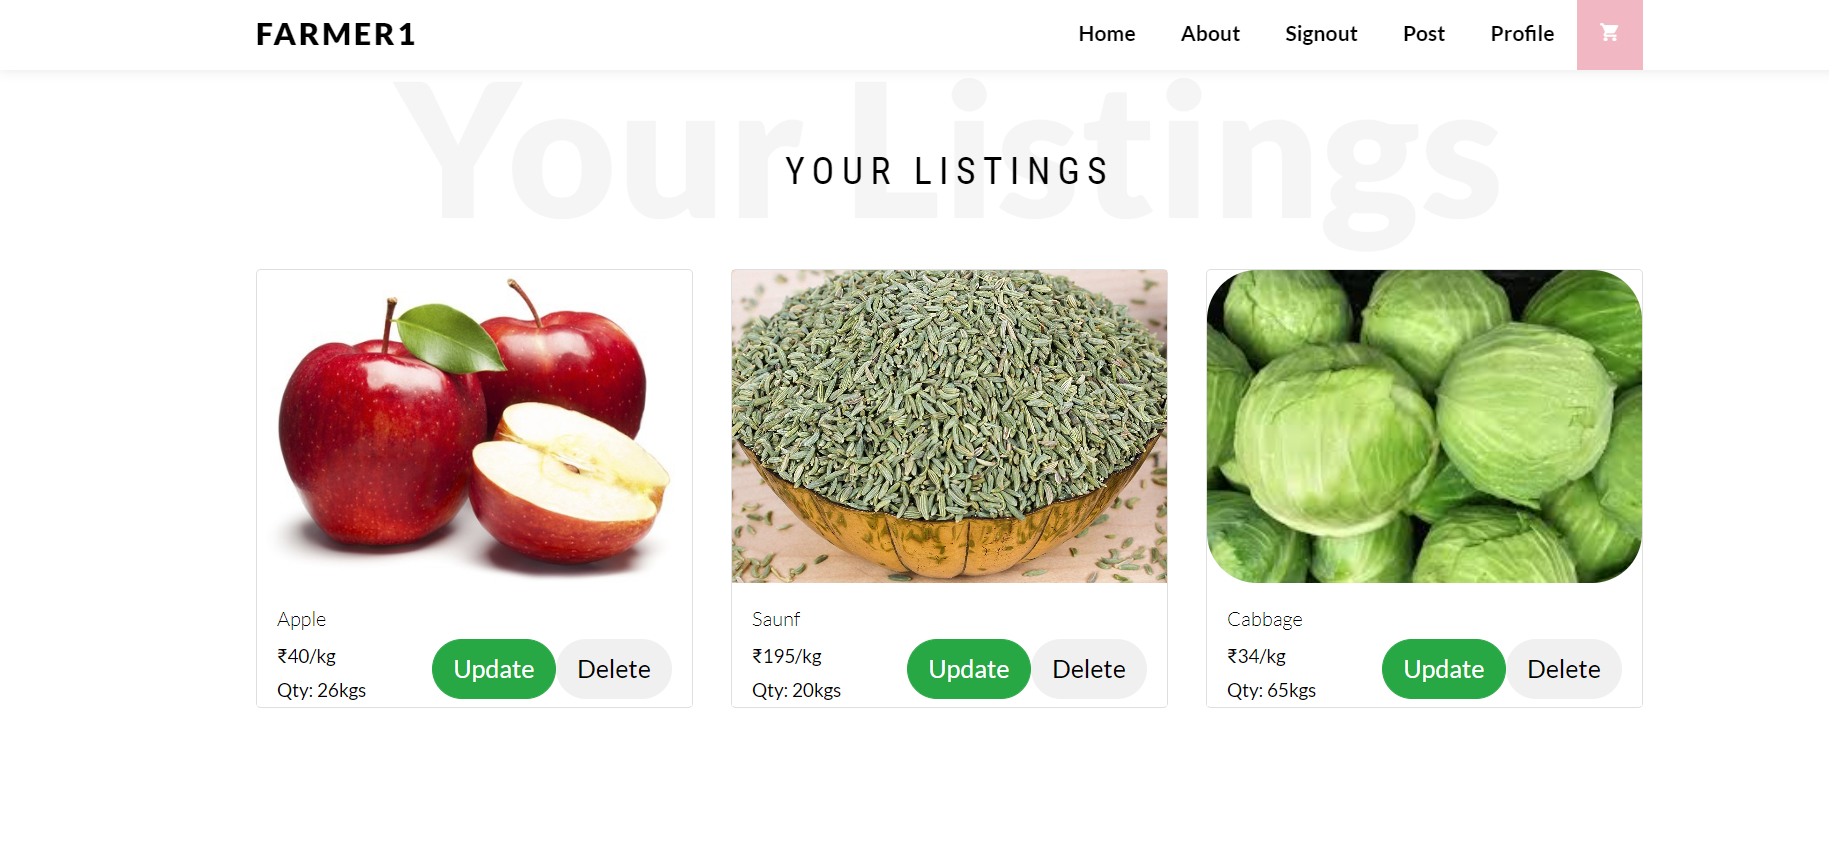 FARMER1
Home About Signout Post Profile
Your Listings
YOUR LISTINGS
Apple
₹40/kg
Qty: 26kgs
Update Delete
Saunf
₹195/kg
Qty: 20kgs
Update Delete
Cabbage
₹34/kg
Qty: 65kgs
Update Delete